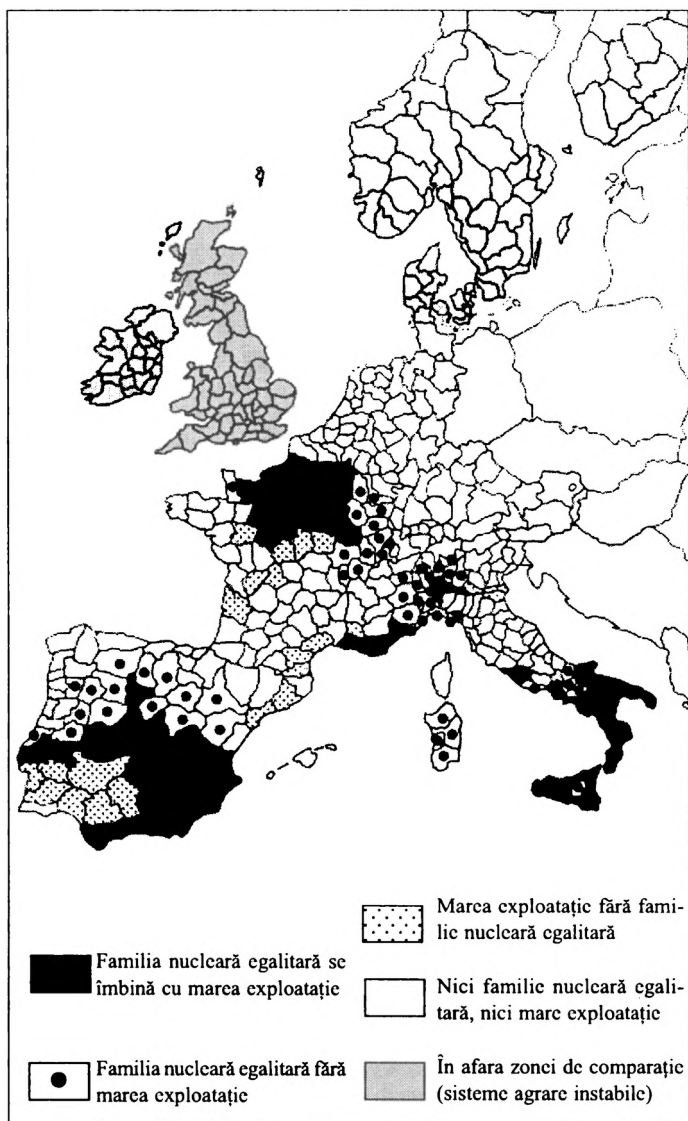 Familia nucleară egalitară se
îmbină cu marea exploatație
Familia nucleară egalitară fără
marea exploatație
Marea exploatație fără fami-
lie nucleară egalitară
Nici familie nucleară egali-
tară, nici mare exploatație
În afara zonei de comparație
(sisteme agrare instabile)